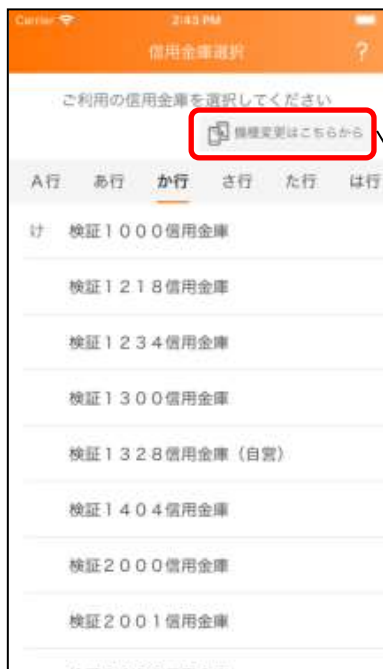 Carrier 2:45 PM
信用金庫選択 ?
ご利用の信用金庫を選択してください
機種変更はこちらから
A行 あ行 か行 さ行 た行 は行
け 検証1000信用金庫
検証1218信用金庫
検証1234信用金庫
検証1300信用金庫
検証1328信用金庫（自営）
検証1404信用金庫
検証2000信用金庫
検証2001信用金庫